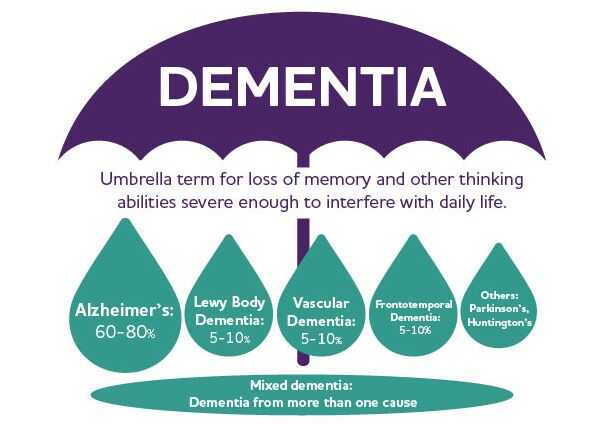 DEMENTIA
Umbrella term for loss of memory and other thinking
abilities severe enough to interfere with daily life.
Alzheimer's:
60-80%
Lewy Body
Dementia:
5-10%
Vascular
Dementia:
5-10%
Frontotemporal
Dementia:
5-10%
Others:
Parkinson's,
Huntington's
Mixed dementia:
Dementia from more than one cause